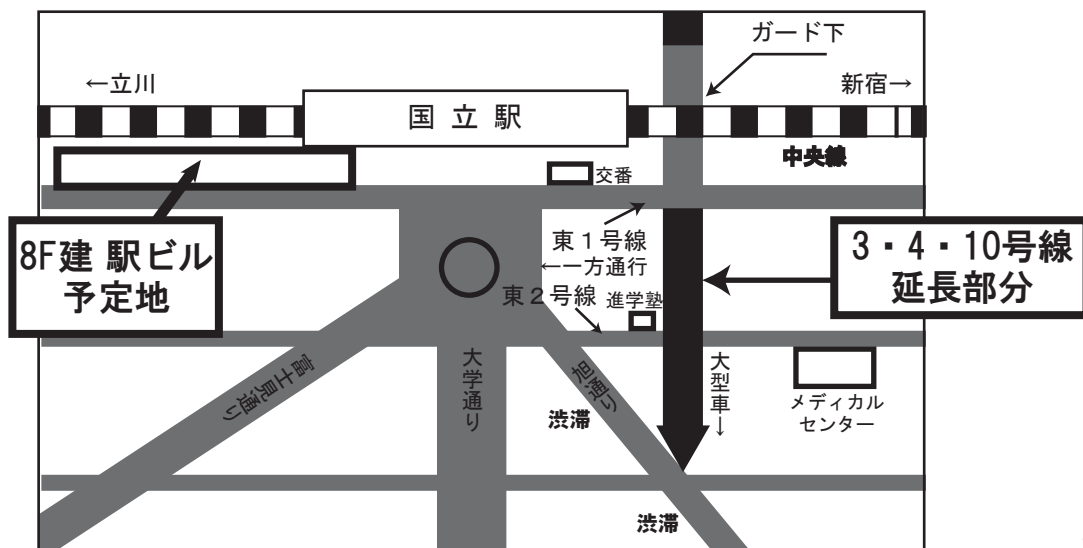 ガード下
←立川
新宿→
国立駅
中央線
交番
8F建 駅ビル
予定地
東1号線
←一方通行
3・4・10号線
延長部分
東2号線
進学塾
富士見通り
大学通り
旭通り
大型車↓
渋滞
メディカル
センター
渋滞